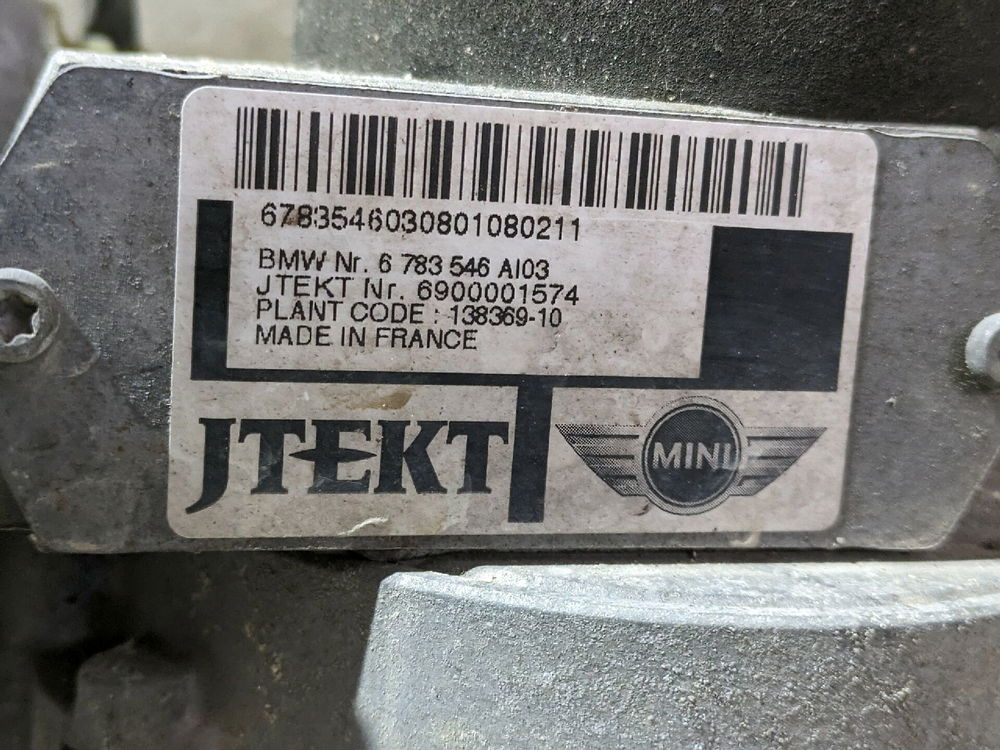 6783546030801080211
BMW Nr. 6 783 546 AI03
JTEKT Nr. 6900001574
PLANT CODE : 138369-10
MADE IN FRANCE
JTEKT
MINI